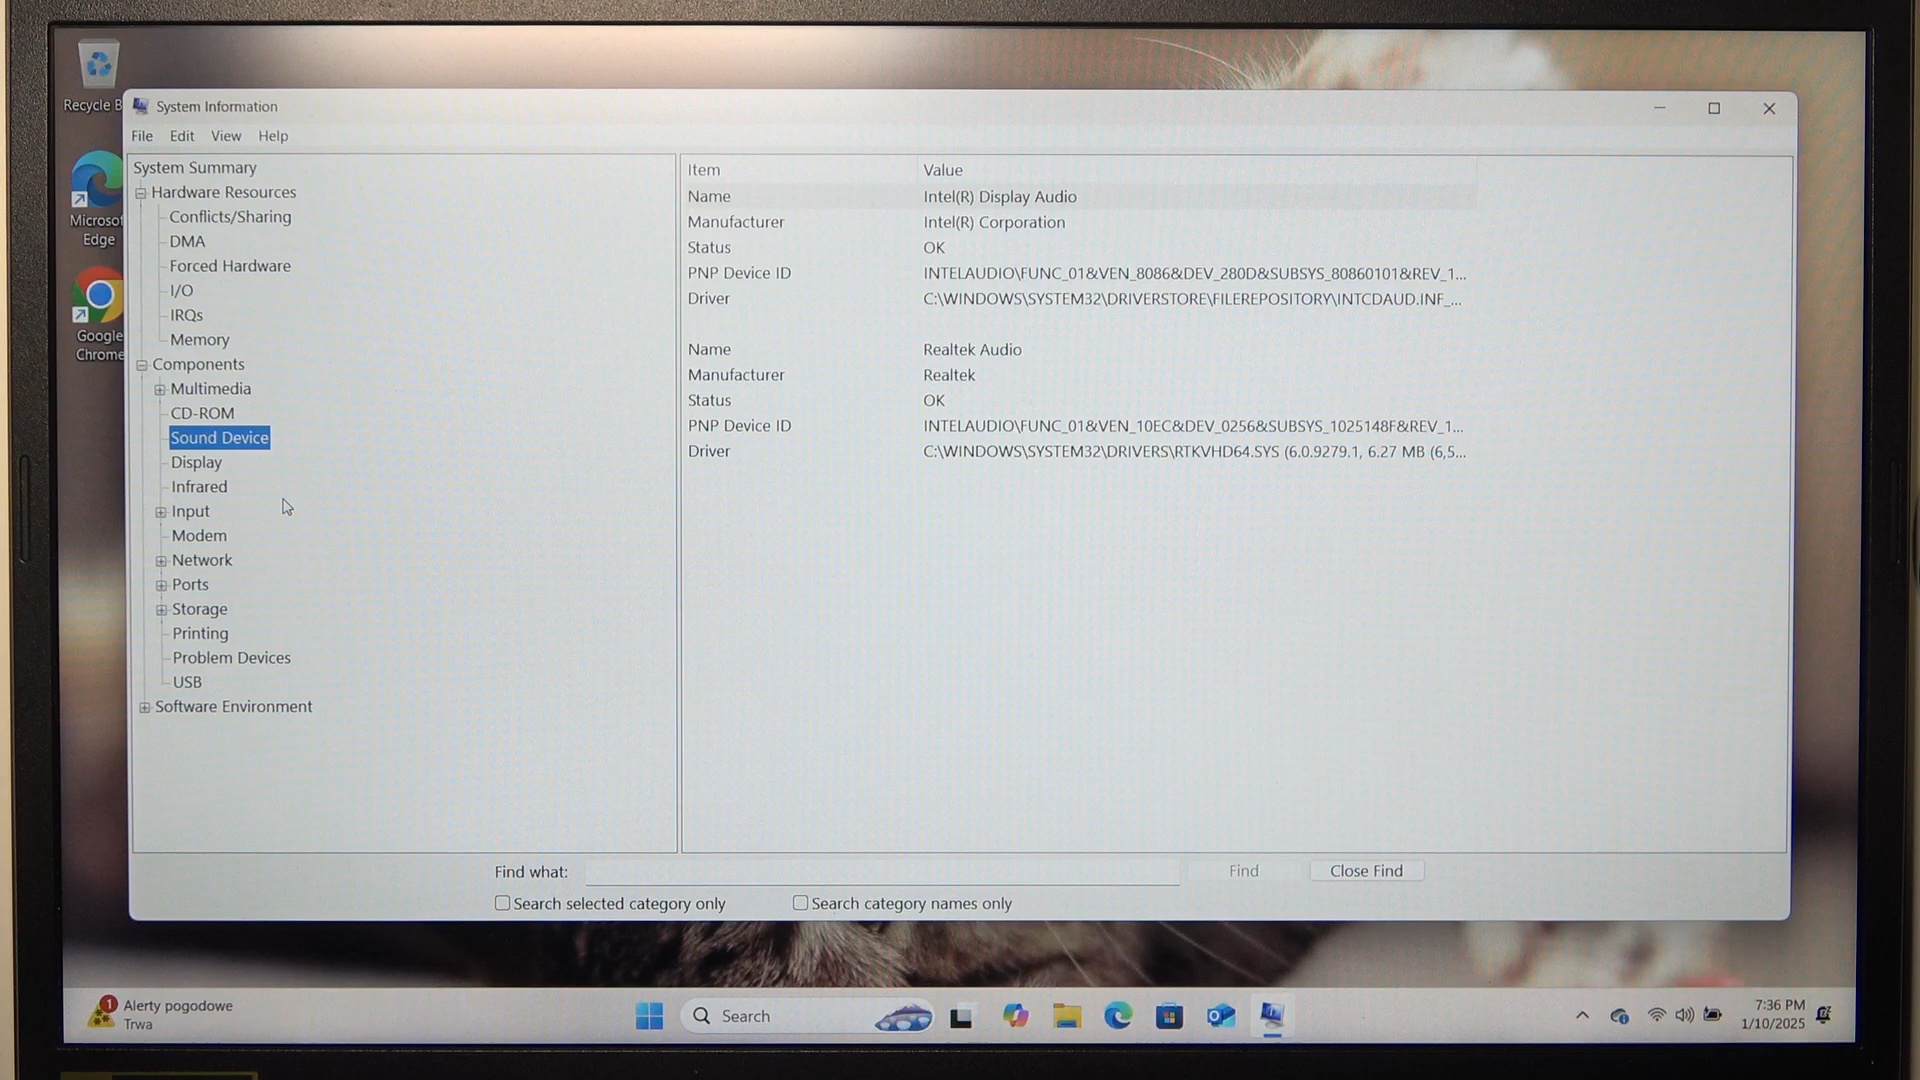 Recycle B
Microsof
Edge
Google
Chrome
System Information
File Edit View Help
System Summary
Hardware Resources
Conflicts/Sharing
DMA
Forced Hardware
I/O
IRQs
Memory
Components
Multimedia
CD-ROM
Sound Device
Display
Infrared
Input
Modem
Network
Ports
Storage
Printing
Problem Devices
USB
Software Environment
Item Value
Name Intel(R) Display Audio
Manufacturer Intel(R) Corporation
Status OK
PNP Device ID INTELAUDIO\FUNC_01&VEN_8086&DEV_280D&SUBSYS_80860101&REV_1...
Driver C:\WINDOWS\SYSTEM32\DRIVERSTORE\FILEREPOSITORY\INTCDAUD.INF_...
Name Realtek Audio
Manufacturer Realtek
Status OK
PNP Device ID INTELAUDIO\FUNC_01&VEN_10EC&DEV_0256&SUBSYS_1025148F&REV_1...
Driver C:\WINDOWS\SYSTEM32\DRIVERS\RTKVHD64.SYS (6.0.9279.1, 6.27 MB (6,5...
Find what: Find Close Find
Search selected category only Search category names only
1 Alerty pogodowe
Trwa
Search
7:36 PM
1/10/2025